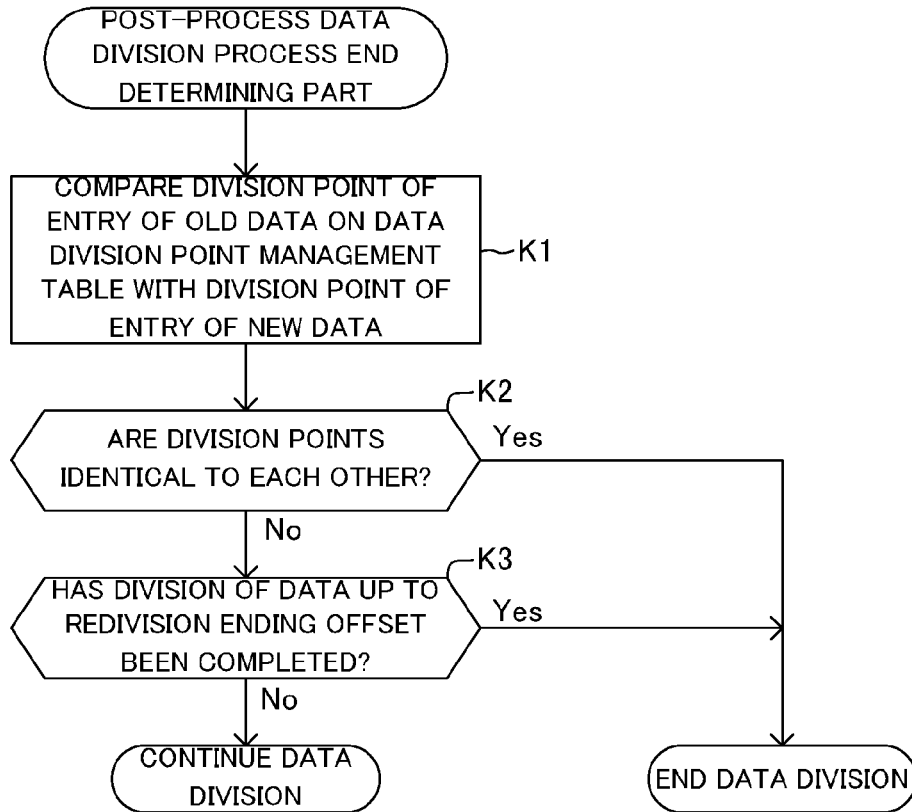 POST-PROCESS DATA
DIVISION PROCESS END
DETERMINING PART
COMPARE DIVISION POINT OF
ENTRY OF OLD DATA ON DATA
DIVISION POINT MANAGEMENT
TABLE WITH DIVISION POINT OF
ENTRY OF NEW DATA
K1
K2
ARE DIVISION POINTS
IDENTICAL TO EACH OTHER?
Yes
No
K3
HAS DIVISION OF DATA UP TO
REDIVISION ENDING OFFSET
BEEN COMPLETED?
Yes
No
CONTINUE DATA
DIVISION
END DATA DIVISION